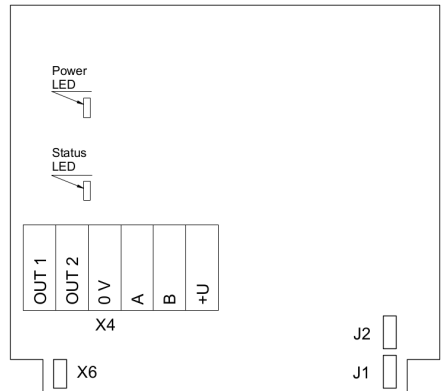 Power
LED
Status
LED
OUT 1
OUT 2
0 V
A
B
+U
X4
J2
X6
J1